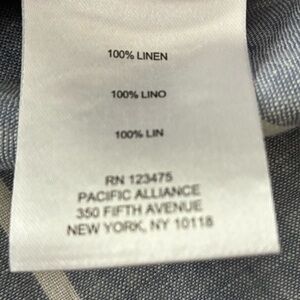 100% LINEN
100% LINO
100% LIN
RN 123475
PACIFIC ALLIANCE
350 FIFTH AVENUE
NEW YORK, NY 10118